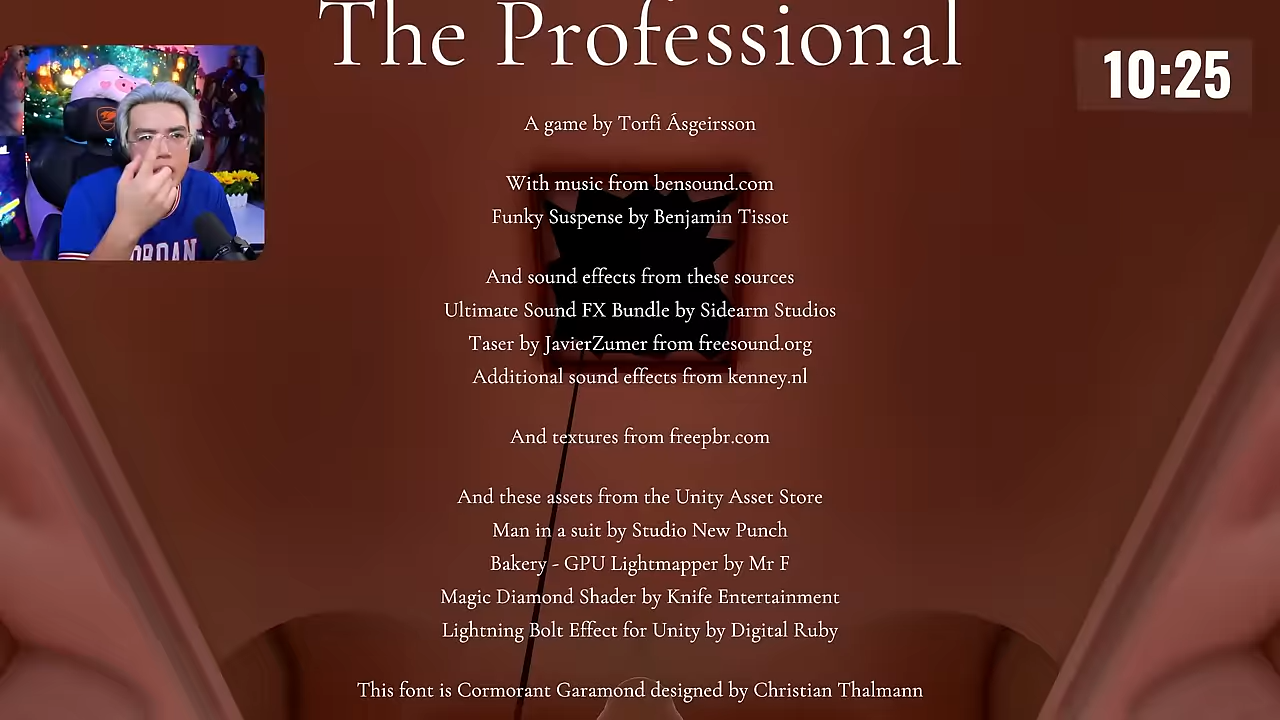 The Professional
10:25
A game by Torfi Ásgeirsson
With music from bensound.com
Funky Suspense by Benjamin Tissot
And sound effects from these sources
Ultimate Sound FX Bundle by Sidearm Studios
Taser by JavierZumer from freesound.org
Additional sound effects from kenney.nl
And textures from freepbr.com
And these assets from the Unity Asset Store
Man in a suit by Studio New Punch
Bakery - GPU Lightmapper by Mr F
Magic Diamond Shader by Knife Entertainment
Lightning Bolt Effect for Unity by Digital Ruby
This font is Cormorant Garamond designed by Christian Thalmann